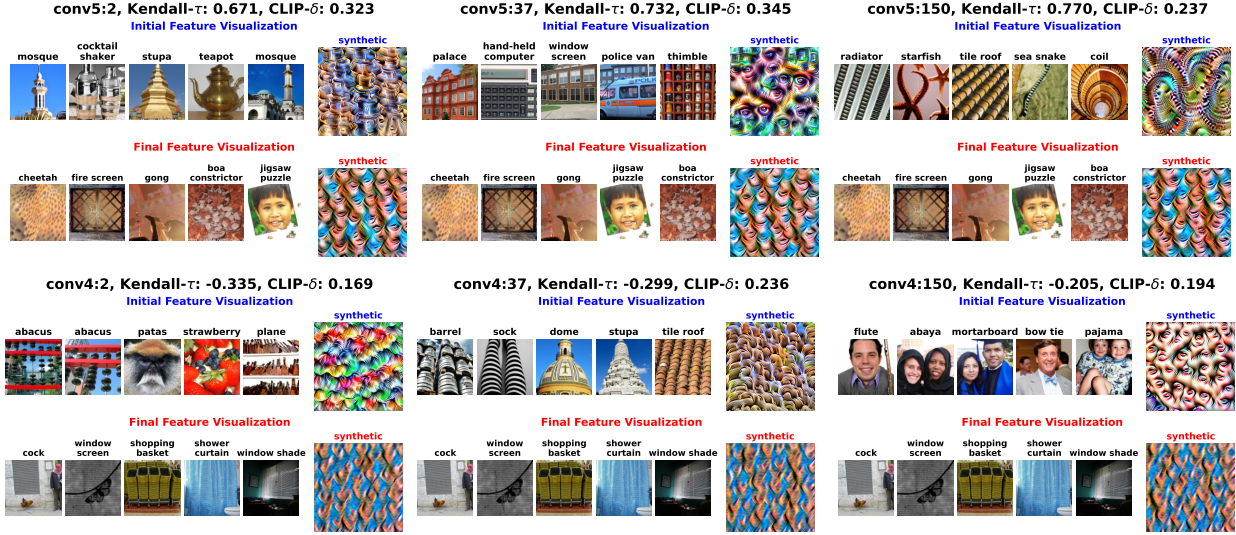 conv5:2, Kendall-τ: 0.671, CLIP-δ: 0.323
Initial Feature Visualization
synthetic
mosque
cocktail
shaker
stupa
teapot
mosque
Final Feature Visualization
synthetic
cheetah
fire screen
gong
boa
constrictor
jigsaw
puzzle
conv5:37, Kendall-τ: 0.732, CLIP-δ: 0.345
Initial Feature Visualization
synthetic
palace
hand-held
computer
window
screen
police van
thimble
Final Feature Visualization
synthetic
cheetah
fire screen
gong
jigsaw
puzzle
boa
constrictor
conv5:150, Kendall-τ: 0.770, CLIP-δ: 0.237
Initial Feature Visualization
synthetic
radiator
starfish
tile roof
sea snake
coil
Final Feature Visualization
synthetic
cheetah
fire screen
gong
jigsaw
puzzle
boa
constrictor
conv4:2, Kendall-τ: -0.335, CLIP-δ: 0.169
Initial Feature Visualization
synthetic
abacus
abacus
patas
strawberry
plane
Final Feature Visualization
synthetic
cock
window
screen
shopping
basket
shower
curtain
window shade
conv4:37, Kendall-τ: -0.299, CLIP-δ: 0.236
Initial Feature Visualization
synthetic
barrel
sock
dome
stupa
tile roof
Final Feature Visualization
synthetic
cock
window
screen
shopping
basket
shower
curtain
window shade
conv4:150, Kendall-τ: -0.205, CLIP-δ: 0.194
Initial Feature Visualization
synthetic
flute
abaya
mortarboard
bow tie
pajama
Final Feature Visualization
synthetic
cock
window
screen
shopping
basket
shower
curtain
window shade